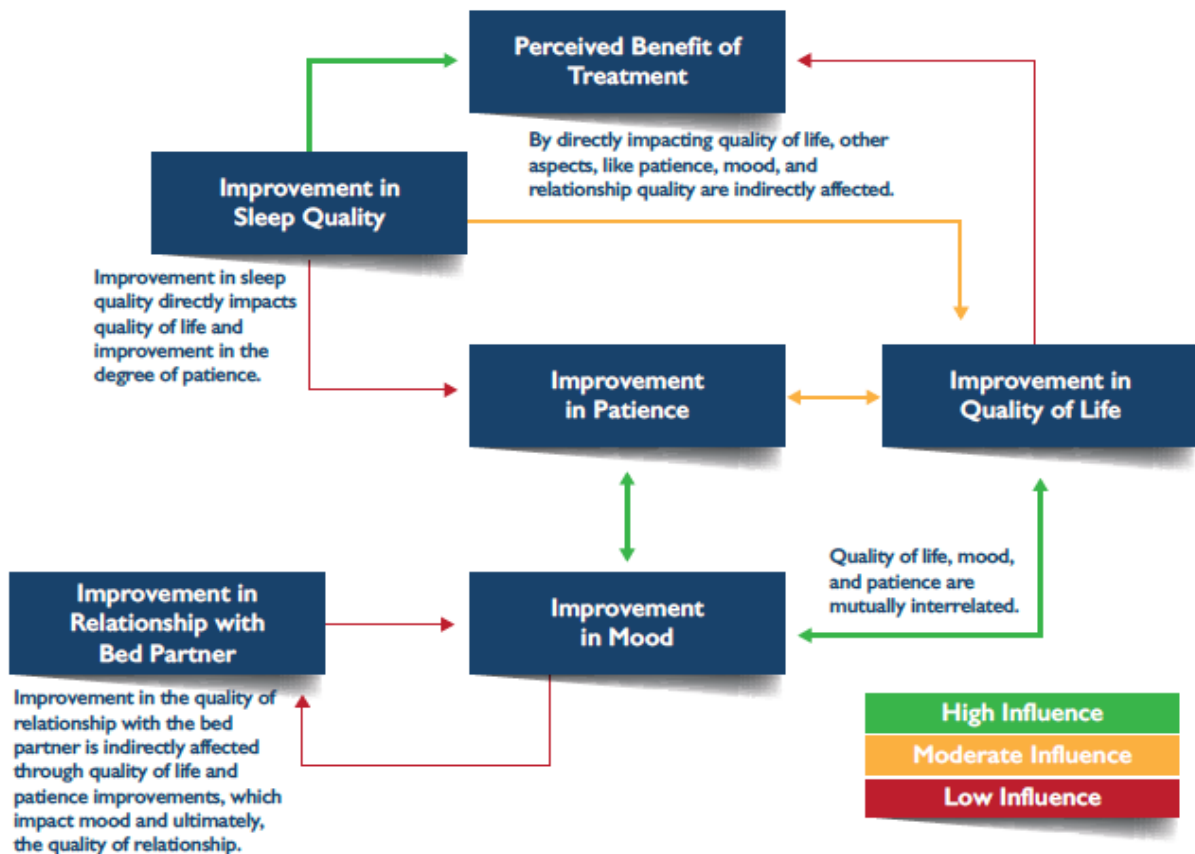 Perceived Benefit of
Treatment
By directly impacting quality of life, other
aspects, like patience, mood, and
relationship quality are indirectly affected.
Improvement in
Sleep Quality
Improvement in sleep
quality directly impacts
quality of life and
improvement in the
degree of patience.
Improvement
in Patience
Improvement in
Quality of Life
Quality of life, mood,
and patience are
mutually interrelated.
Improvement in
Relationship with
Bed Partner
Improvement
in Mood
Improvement in the quality of
relationship with the bed
partner is indirectly affected
through quality of life and
patience improvements, which
impact mood and ultimately,
the quality of relationship.
High Influence
Moderate Influence
Low Influence